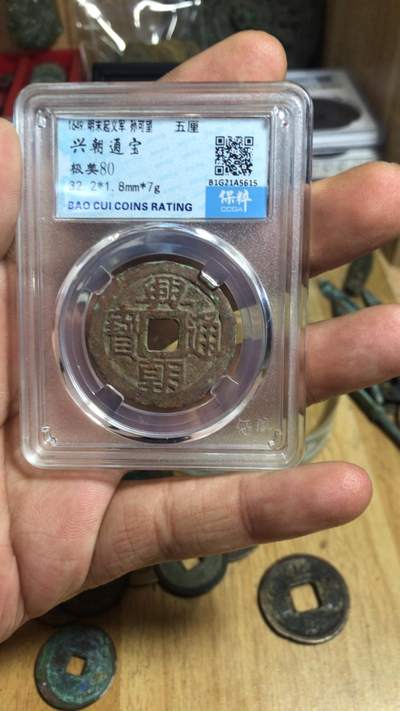 1649 明末起义军 孙可望 五厘
兴朝通宝
极美80
32.2*1.8mm*7g
BAO CUI COINS RATING
B1G21A5615
保粹
CCGA
興
寶 通
朝